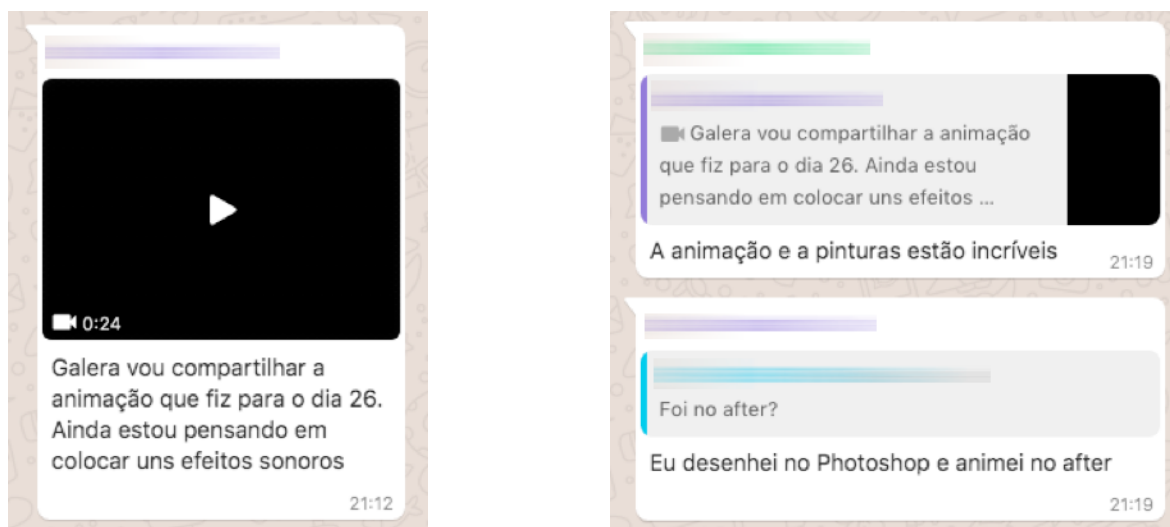 0:24
Galera vou compartilhar a
animação que fiz para o dia 26.
Ainda estou pensando em
colocar uns efeitos sonoros
21:12
Galera vou compartilhar a animação
que fiz para o dia 26. Ainda estou
pensando em colocar uns efeitos ...
A animação e a pinturas estão incríveis
21:19
Foi no after?
Eu desenhei no Photoshop e animei no after
21:19